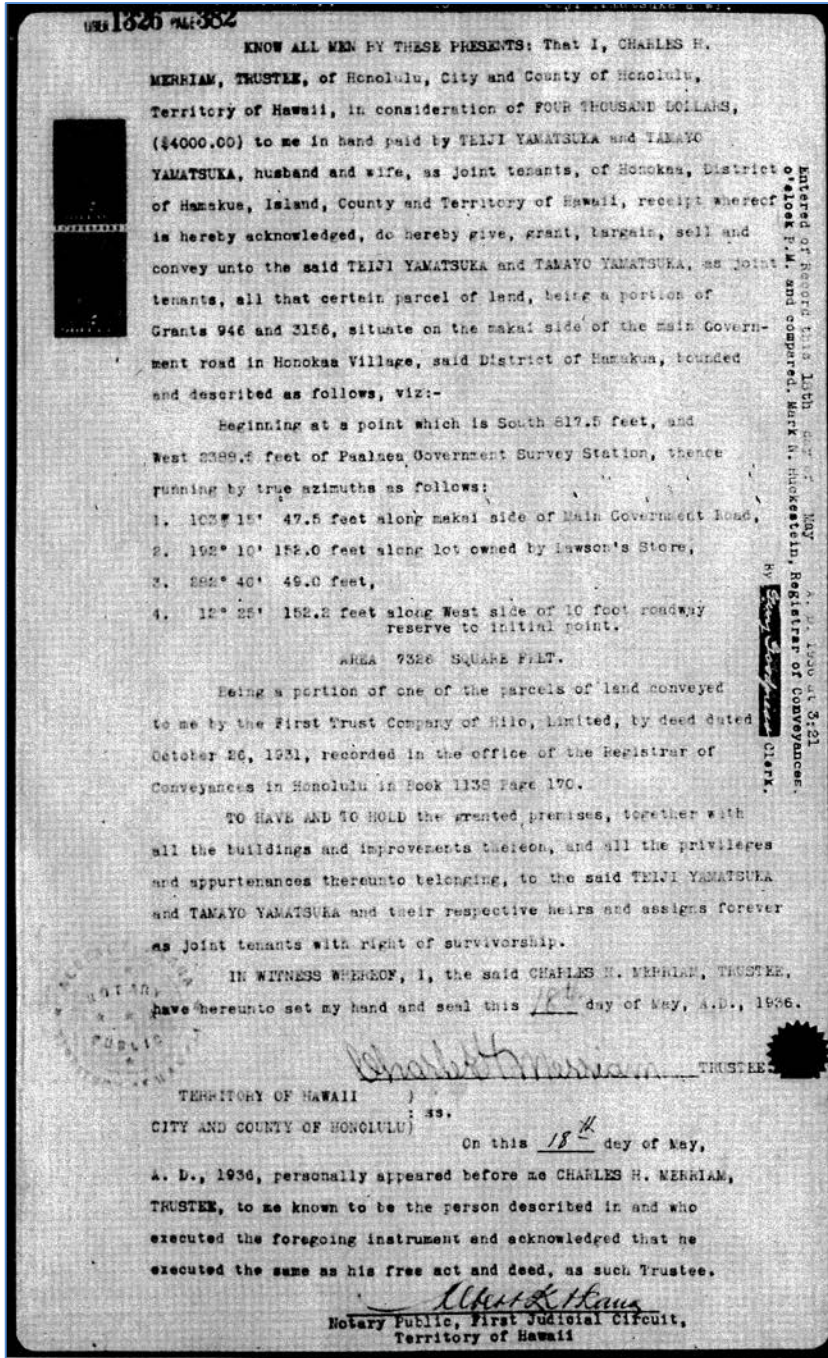 LIBER 1326 PAGE 382
KNOW ALL MEN BY THESE PRESENTS: That I, CHARLES H.
MERRIAM, TRUSTEE, of Honolulu, City and County of Honolulu,
Territory of Hawaii, in consideration of FOUR THOUSAND DOLLARS,
($4000.00) to me in hand paid by TEIJI YAMATSUKA and TAMAYO
YAMATSUKA, husband and wife, as joint tenants, of Honokaa, District
of Hamakua, Island, County and Territory of Hawaii, receipt whereof
is hereby acknowledged, do hereby give, grant, bargain, sell and
convey unto the said TEIJI YAMATSUKA and TAMAYO YAMATSUKA, as joint
tenants, all that certain parcel of land, being a portion of
Grants 946 and 3156, situate on the makai side of the main Govern-
ment road in Honokaa Village, said District of Hamakua, bounded
and described as follows, viz:-
Beginning at a point which is South 817.5 feet, and
West 2388.5 feet of Paalaea Government Survey Station, thence
running by true azimuths as follows:
1. 103° 15' 47.5 feet along makai side of Main Government Road,
2. 192° 10' 152.0 feet along lot owned by Lawson's Store,
3. 282° 40' 49.0 feet,
4. 12° 25' 152.2 feet along West side of 10 foot roadway
reserve to initial point.
AREA 7326 SQUARE FEET.
Being a portion of one of the parcels of land conveyed
to me by the First Trust Company of Hilo, Limited, by deed dated
October 26, 1931, recorded in the office of the Registrar of
Conveyances in Honolulu in Book 1138 Page 170.
TO HAVE AND TO HOLD the granted premises, together with
all the buildings and improvements thereon, and all the privileges
and appurtenances thereunto belonging, to the said TEIJI YAMATSUKA
and TAMAYO YAMATSUKA and their respective heirs and assigns forever
as joint tenants with right of survivorship.
IN WITNESS WHEREOF, I, the said CHARLES H. MERRIAM, TRUSTEE,
have hereunto set my hand and seal this 18th day of May, A.D., 1936.
Charles H Merriam TRUSTEE.
TERRITORY OF HAWAII )
: ss.
CITY AND COUNTY OF HONOLULU)
On this 18th day of May,
A. D., 1936, personally appeared before me CHARLES H. MERRIAM,
TRUSTEE, to me known to be the person described in and who
executed the foregoing instrument and acknowledged that he
executed the same as his free act and deed, as such Trustee.
Notary Public, First Judicial Circuit,
Territory of Hawaii
NOTARY
PUBLIC
Entered of Record this day of May A. D. 1936 at 3:21
o'clock P.M. and compared. Mark N. Huckestein, Registrar of Conveyances.
By Clerk.